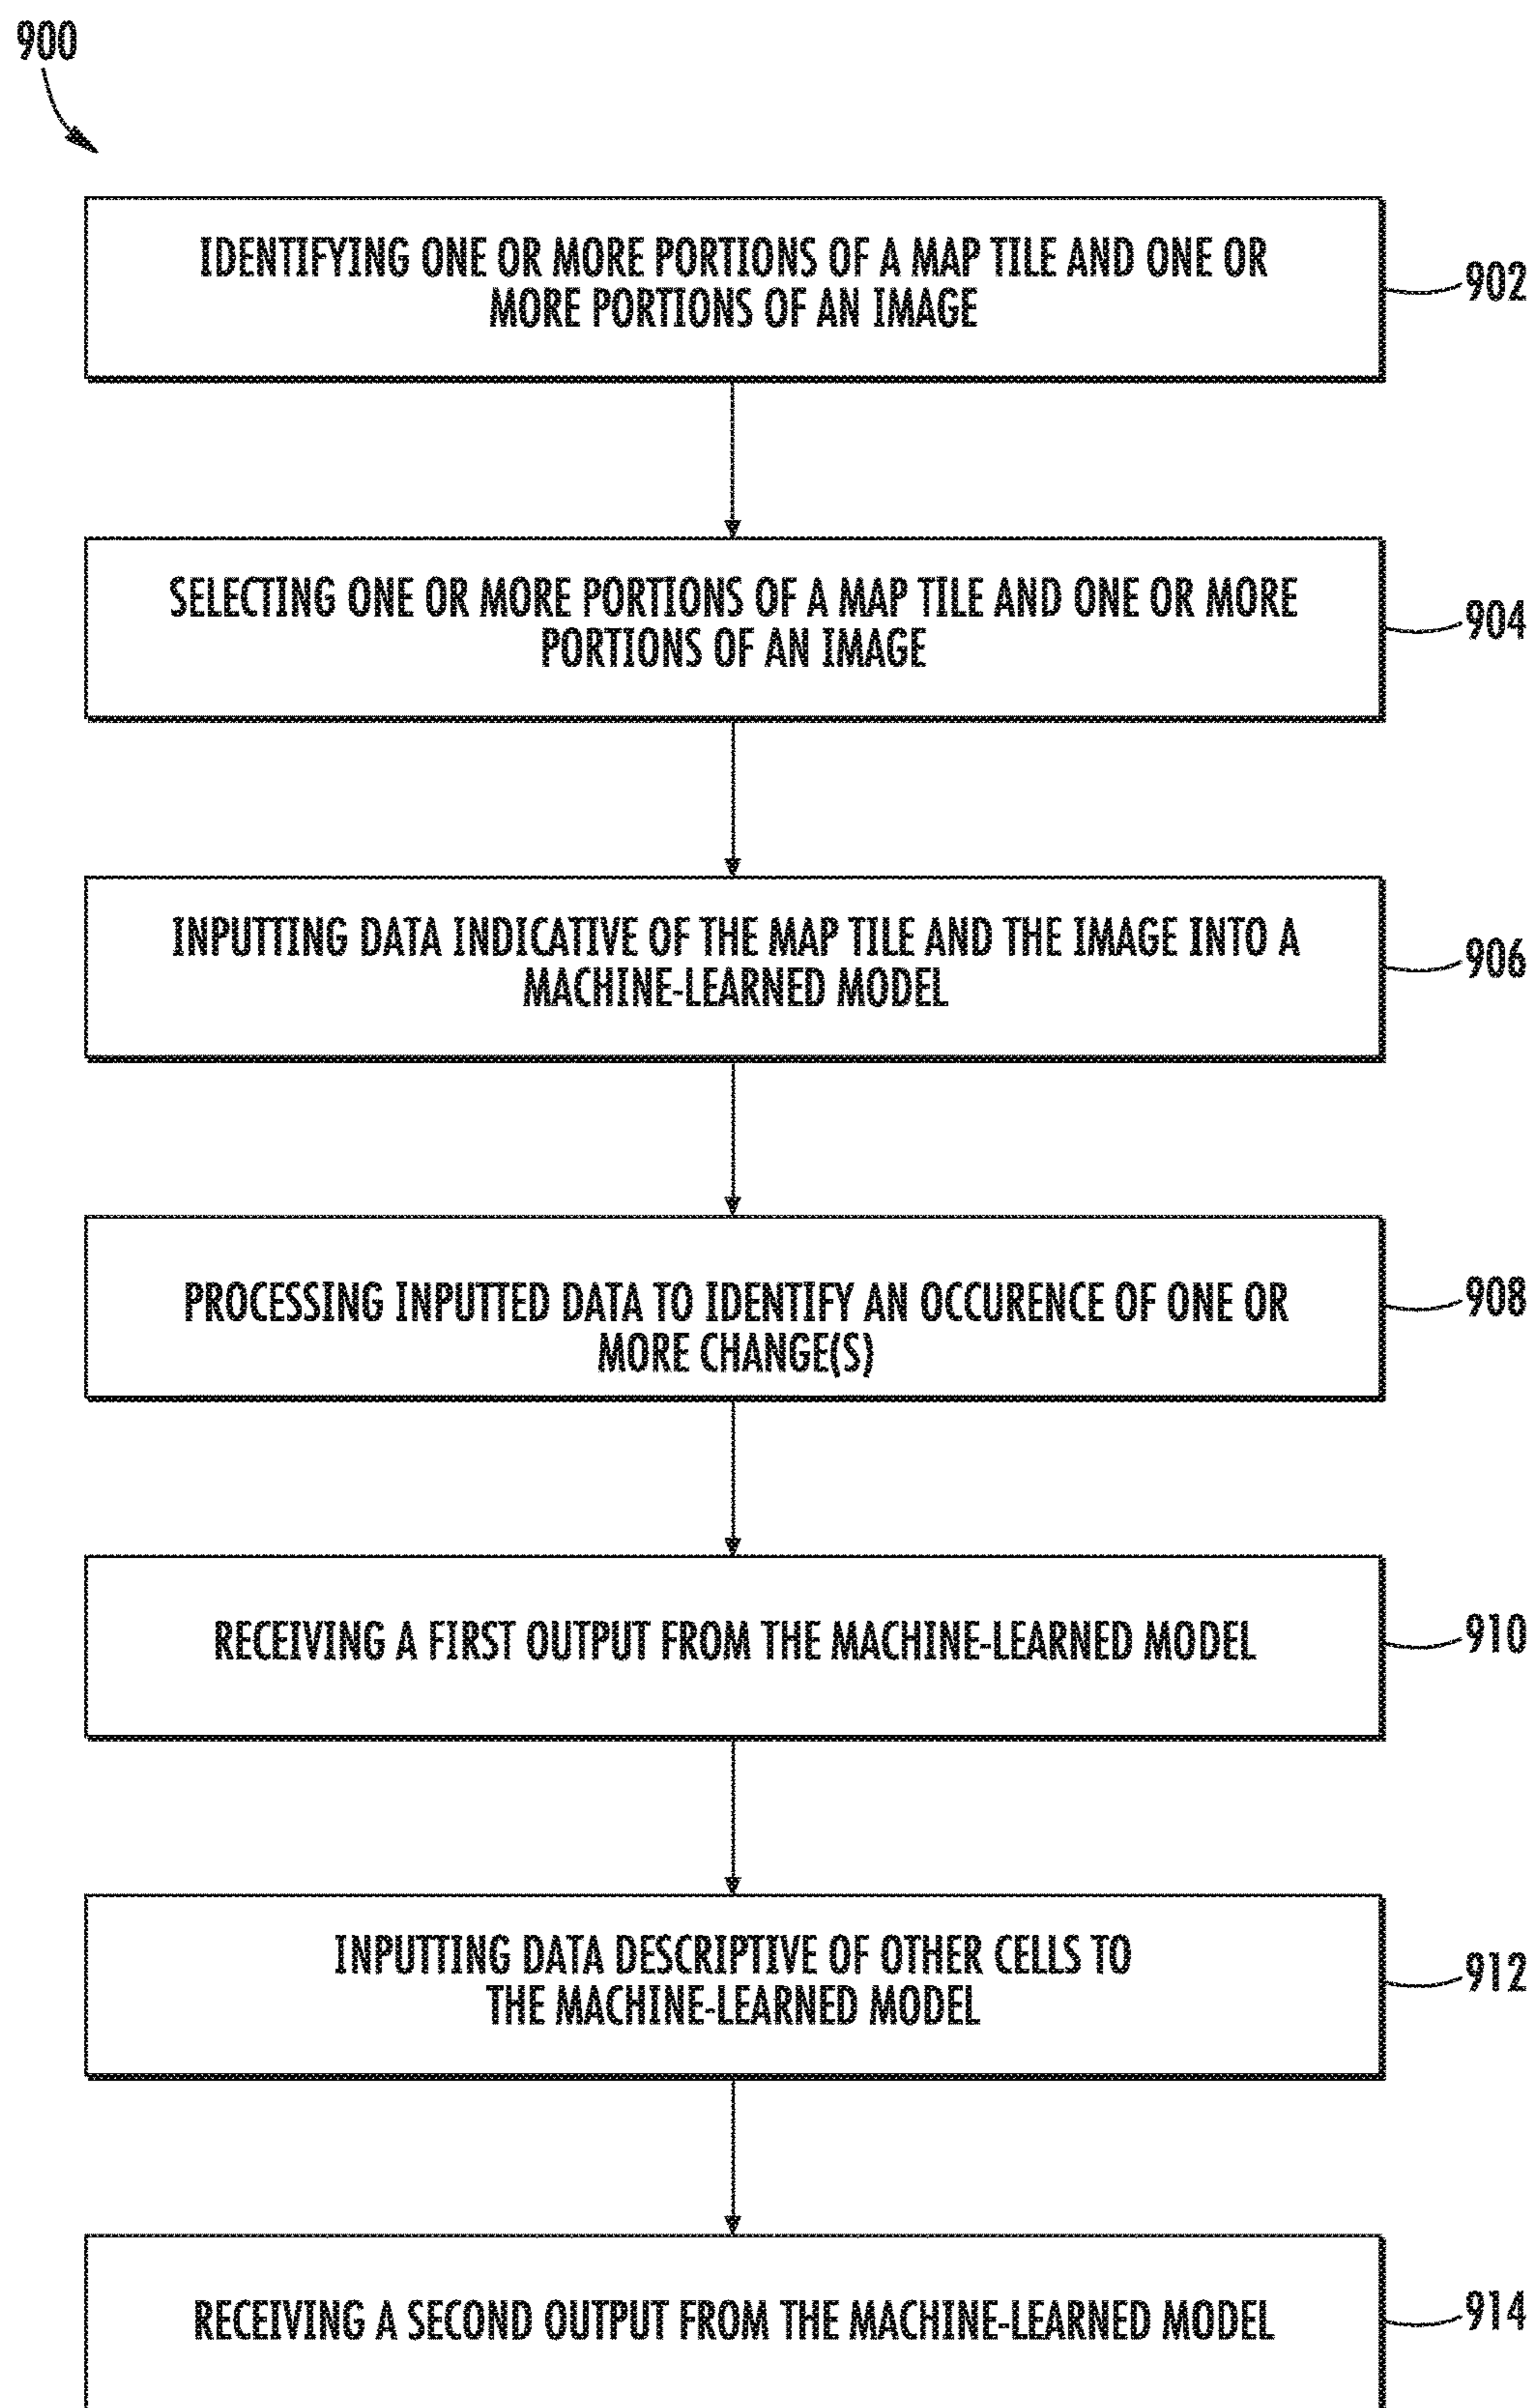 900
IDENTIFYING ONE OR MORE PORTIONS OF A MAP TILE AND ONE OR
MORE PORTIONS OF AN IMAGE
902
SELECTING ONE OR MORE PORTIONS OF A MAP TILE AND ONE OR MORE
PORTIONS OF AN IMAGE
904
INPUTTING DATA INDICATIVE OF THE MAP TILE AND THE IMAGE INTO A
MACHINE-LEARNED MODEL
906
PROCESSING INPUTTED DATA TO IDENTIFY AN OCCURENCE OF ONE OR
MORE CHANGE(S)
908
RECEIVING A FIRST OUTPUT FROM THE MACHINE-LEARNED MODEL
910
INPUTTING DATA DESCRIPTIVE OF OTHER CELLS TO
THE MACHINE-LEARNED MODEL
912
RECEIVING A SECOND OUTPUT FROM THE MACHINE-LEARNED MODEL
914